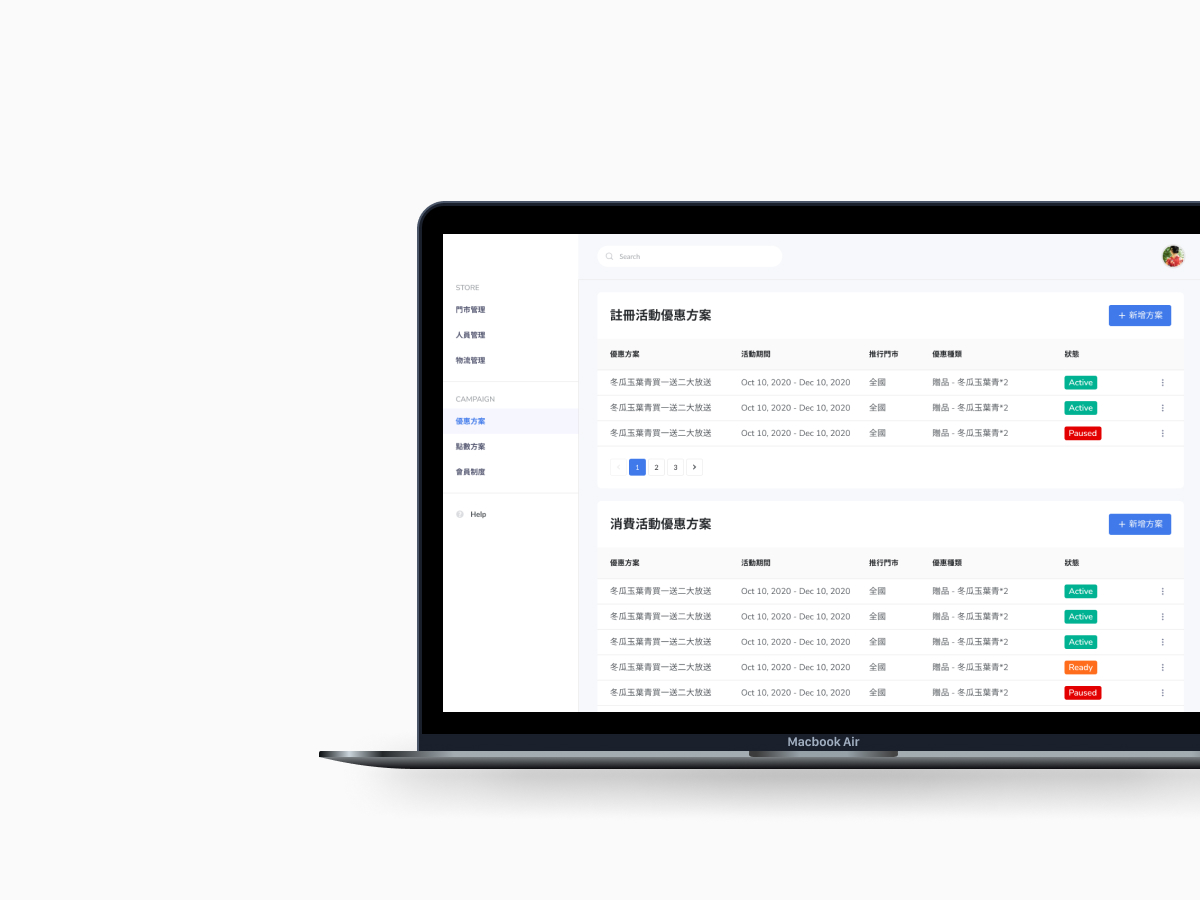 Search
STORE
門市管理
人員管理
物流管理
CAMPAIGN
優惠方案
點數方案
會員制度
Help
註冊活動優惠方案
+ 新增方案
優惠方案 活動期間 推行門市 優惠種類 狀態
冬瓜玉葉青買一送二大放送 Oct 10, 2020 - Dec 10, 2020 全國 贈品 - 冬瓜玉葉青*2 Active
冬瓜玉葉青買一送二大放送 Oct 10, 2020 - Dec 10, 2020 全國 贈品 - 冬瓜玉葉青*2 Active
冬瓜玉葉青買一送二大放送 Oct 10, 2020 - Dec 10, 2020 全國 贈品 - 冬瓜玉葉青*2 Paused
1 2 3
消費活動優惠方案
+ 新增方案
優惠方案 活動期間 推行門市 優惠種類 狀態
冬瓜玉葉青買一送二大放送 Oct 10, 2020 - Dec 10, 2020 全國 贈品 - 冬瓜玉葉青*2 Active
冬瓜玉葉青買一送二大放送 Oct 10, 2020 - Dec 10, 2020 全國 贈品 - 冬瓜玉葉青*2 Active
冬瓜玉葉青買一送二大放送 Oct 10, 2020 - Dec 10, 2020 全國 贈品 - 冬瓜玉葉青*2 Active
冬瓜玉葉青買一送二大放送 Oct 10, 2020 - Dec 10, 2020 全國 贈品 - 冬瓜玉葉青*2 Ready
冬瓜玉葉青買一送二大放送 Oct 10, 2020 - Dec 10, 2020 全國 贈品 - 冬瓜玉葉青*2 Paused
Macbook Air